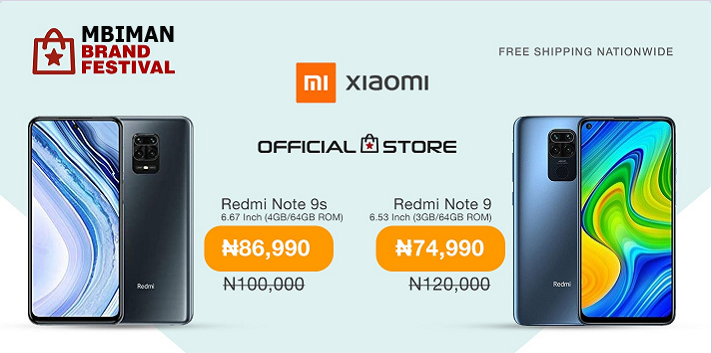 MBIMAN
BRAND
FESTIVAL
FREE SHIPPING NATIONWIDE
mi xiaomi
OFFICIAL STORE
Redmi Note 9s
6.67 Inch (4GB/64GB ROM)
₦86,990
N100,000
Redmi Note 9
6.53 Inch (3GB/64GB ROM)
₦74,990
N120,000
Redmi
Redmi